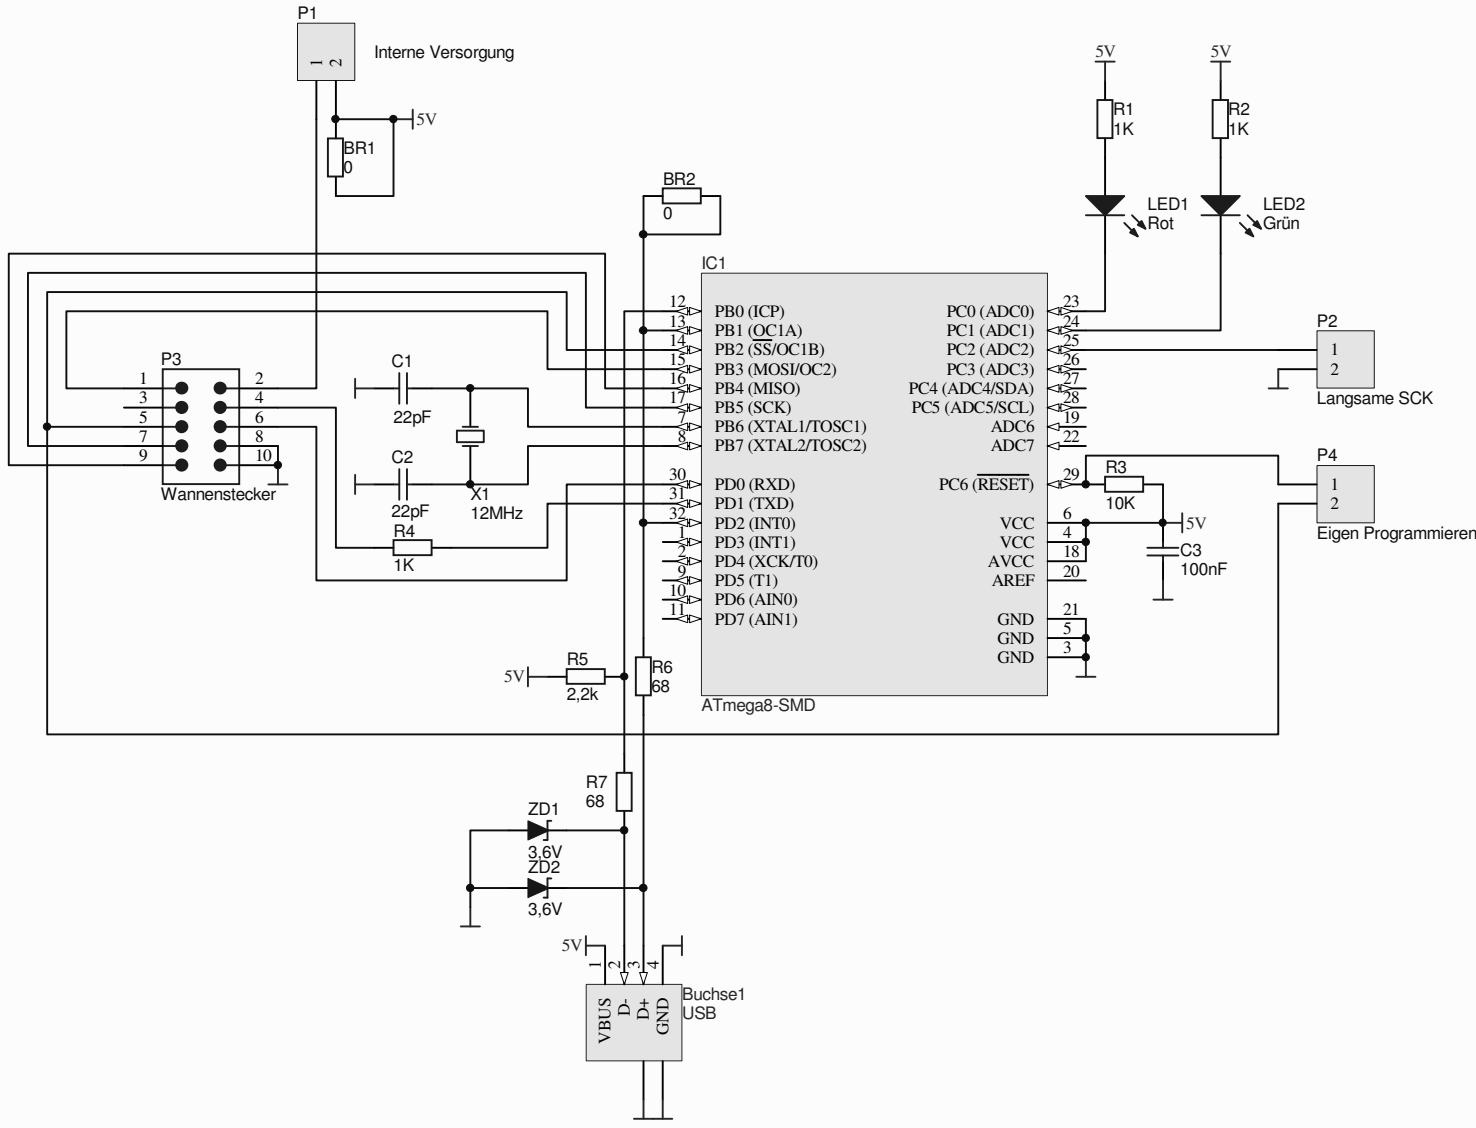 P1
1
2
Interne Versorgung
5V
BR1
0
BR2
0
5V
R1
1K
LED1
Rot
5V
R2
1K
LED2
Grün
IC1
12 PB0 (ICP)
13 PB1 (OC1A)
14 PB2 (SS/OC1B)
15 PB3 (MOSI/OC2)
16 PB4 (MISO)
17 PB5 (SCK)
7 PB6 (XTAL1/TOSC1)
8 PB7 (XTAL2/TOSC2)
30 PD0 (RXD)
31 PD1 (TXD)
32 PD2 (INT0)
1 PD3 (INT1)
2 PD4 (XCK/T0)
9 PD5 (T1)
10 PD6 (AIN0)
11 PD7 (AIN1)
PC0 (ADC0) 23
PC1 (ADC1) 24
PC2 (ADC2) 25
PC3 (ADC3) 26
PC4 (ADC4/SDA) 27
PC5 (ADC5/SCL) 28
ADC6 19
ADC7 22
PC6 (RESET) 29
VCC 6
VCC 4
AVCC 18
AREF 20
GND 21
GND 5
GND 3
ATmega8-SMD
P2
1
2
Langsame SCK
P4
1
2
Eigen Programmieren
R3
10K
5V
C3
100nF
P3
1 2
3 4
5 6
7 8
9 10
Wannenstecker
C1
22pF
C2
22pF
X1
12MHz
R4
1K
5V
R5
2,2k
R6
68
R7
68
ZD1
3,6V
ZD2
3,6V
5V
1 2 3 4
VBUS
D-
D+
GND
Buchse1
USB